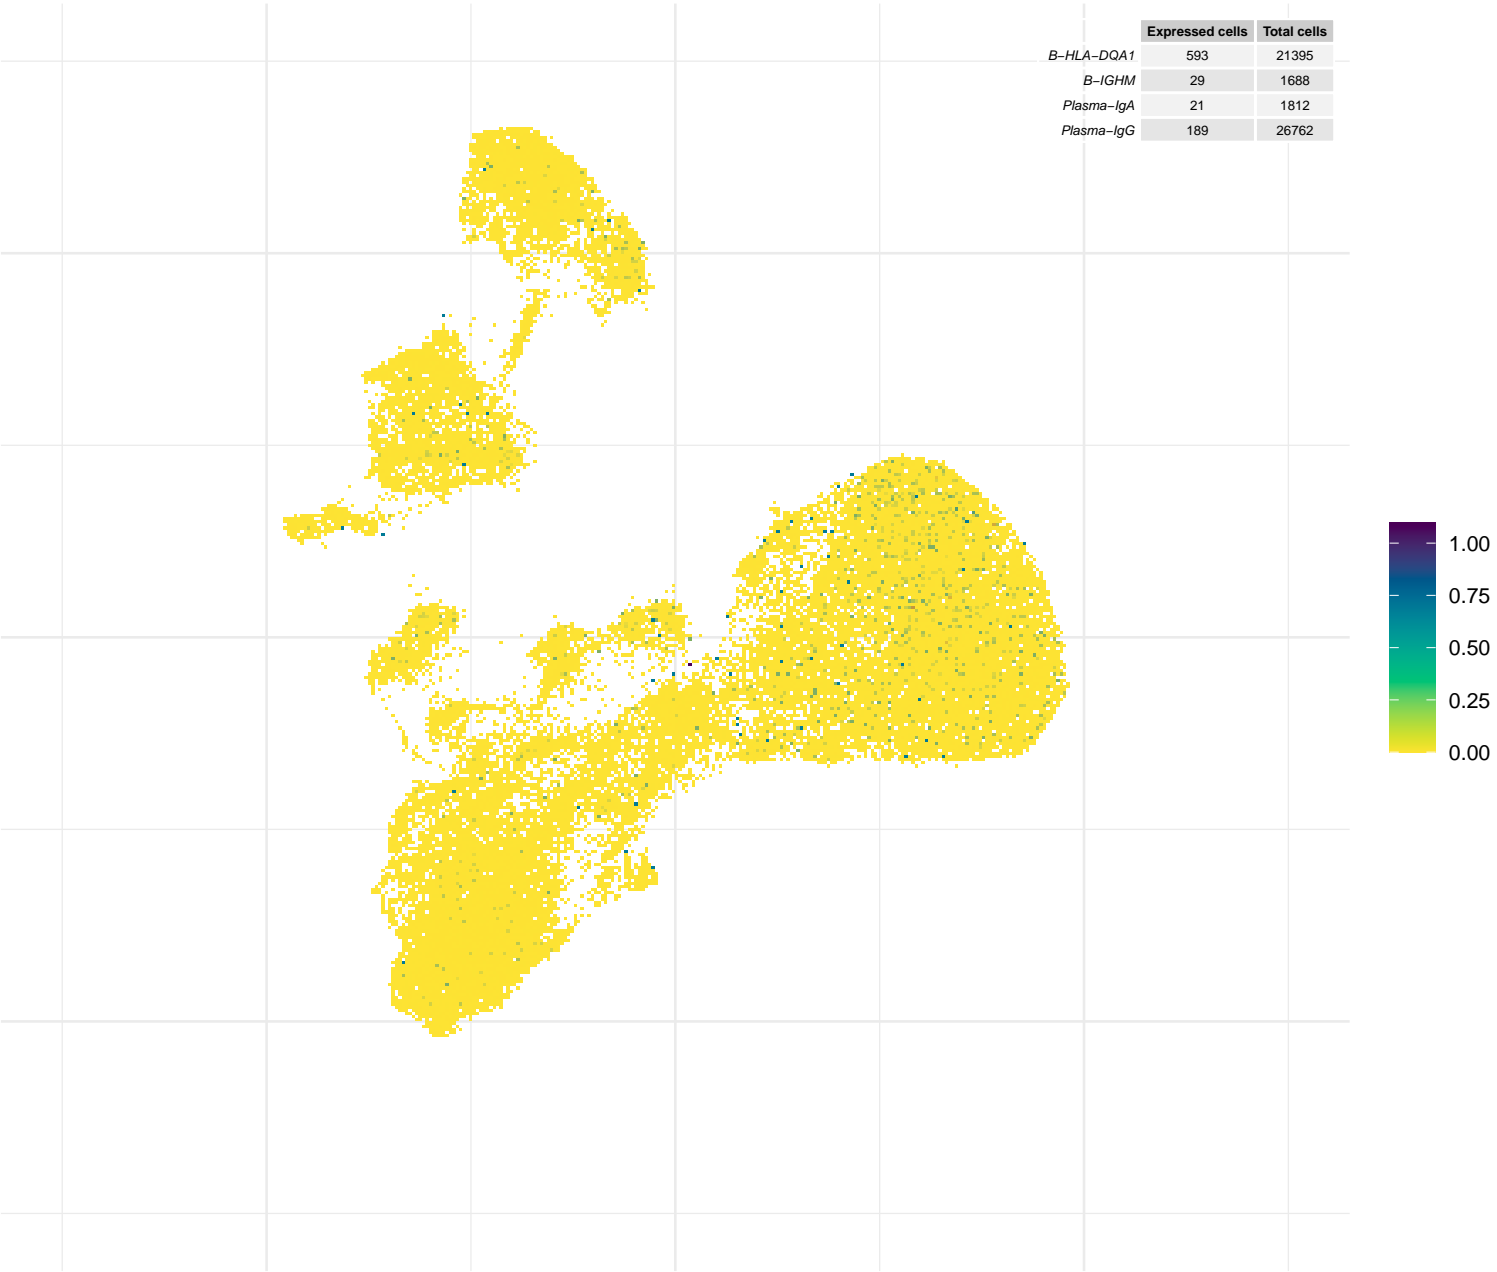 Expressed cells Total cells
B−HLA−DQA1 593 21395
B−IGHM 29 1688
Plasma−IgA 21 1812
Plasma−IgG 189 26762
1.00
0.75
0.50
0.25
0.00